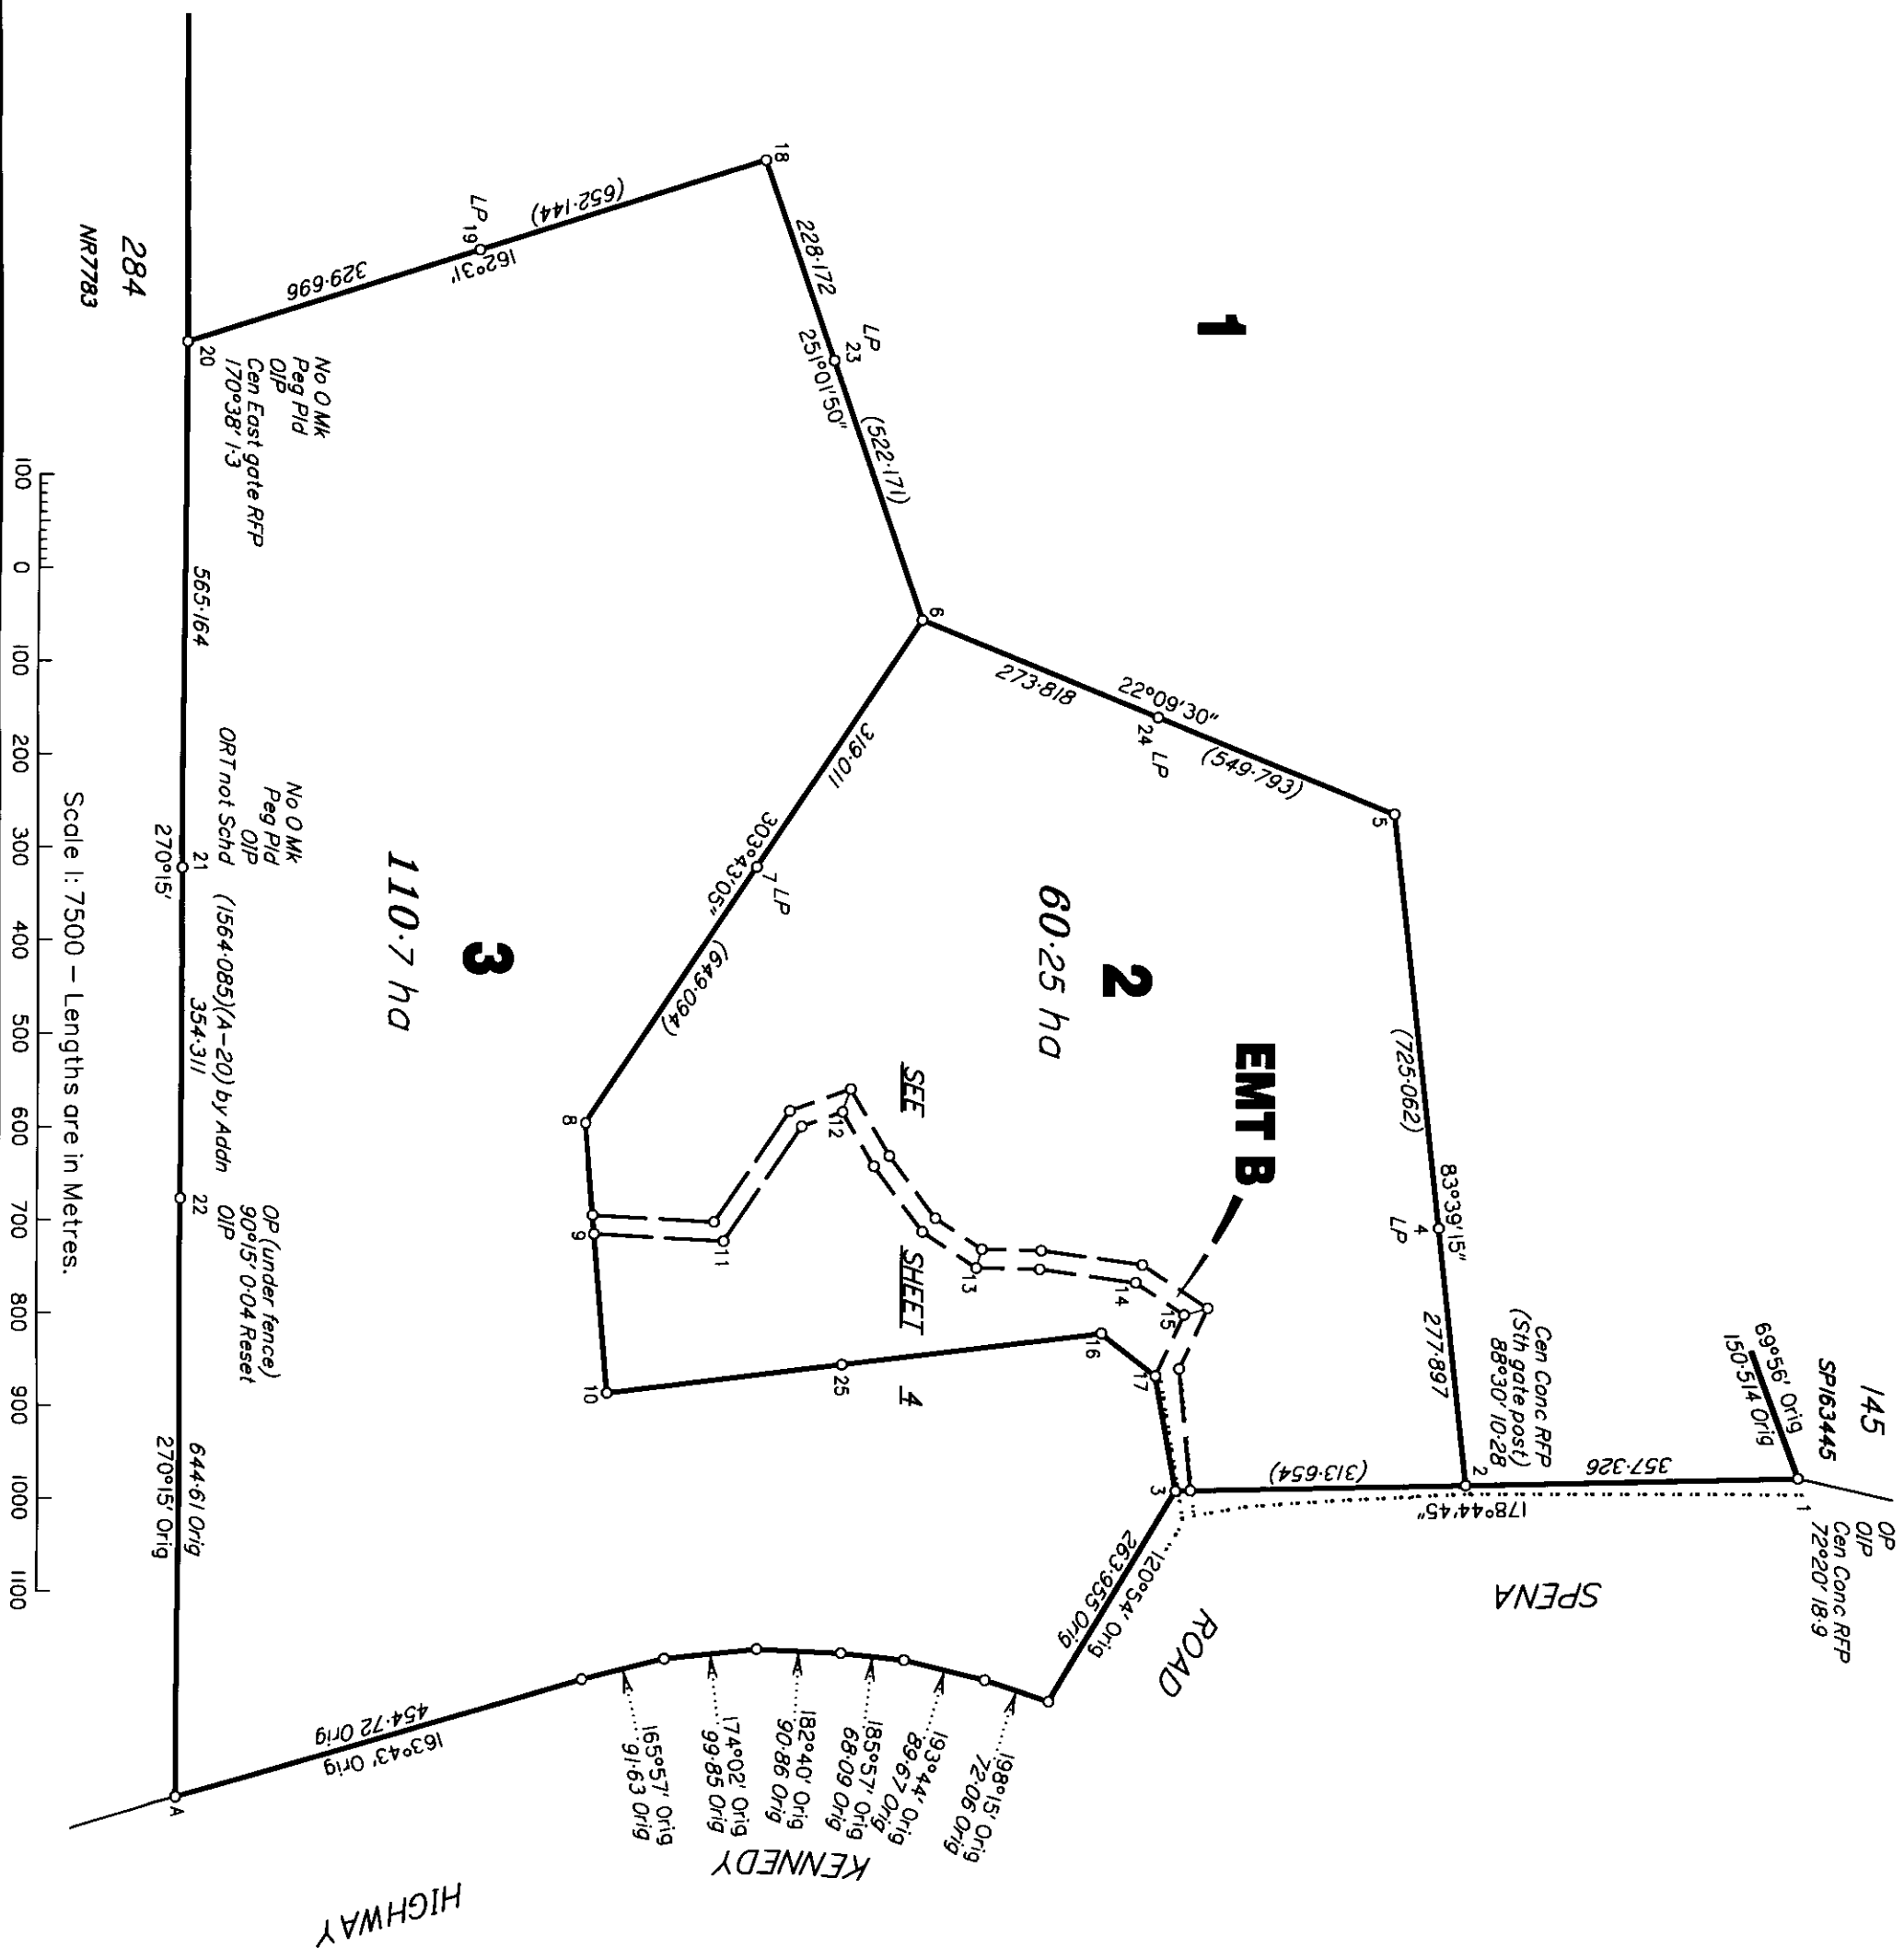 145
SP163445
69°56' Orig
150·514 Orig
1
OP
OIP
Cen Conc RFP
72°20' 18·9
357·326
SPENA
ROAD
178°44'45"
(313·654)
2
Cen Conc RFP
(Sth gate post)
88°30' 10·28
277·897
83°39'15"
4
LP
(725·062)
5
(549·793)
22°09'30"
24 LP
273·818
6
1
LP
23
251°01'50"
(522·171)
228·172
18
(652·144)
LP 19
162°31'
329·696
20
No O Mk
Peg Pld
OIP
Cen East gate RFP
170°38' 1·3
284
NR7783
565·164
319·011
7 LP
303°43'05"
(649·094)
8
9
10
11
12
13
14
15
16
17
25
3
2
60·25 ha
EMT B
SEE
SHEET 4
3
110·7 ha
120°54' Orig
263·955 Orig
198°15' Orig
72·06 Orig
193°44' Orig
89·67 Orig
185°57' Orig
68·09 Orig
182°40' Orig
90·86 Orig
174°02' Orig
99·85 Orig
165°57' Orig
91·63 Orig
KENNEDY
HIGHWAY
163°43' Orig
454·72 Orig
A
No O Mk
Peg Pld
OIP
ORT not Schd
21
270°15'
(1564·085)(A-20) by Addn
354·311
22
OP (under fence)
90°15' 0·04 Reset
OIP
644·61 Orig
270°15' Orig
100 0 100 200 300 400 500 600 700 800 900 1000 1100
Scale 1: 7500 – Lengths are in Metres.